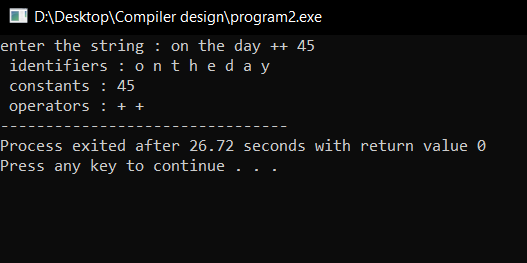 D:\Desktop\Compiler design\program2.exe
enter the string : on the day ++ 45
 identifiers : o n t h e d a y
 constants : 45
 operators : + +
--------------------------------
Process exited after 26.72 seconds with return value 0
Press any key to continue . . .